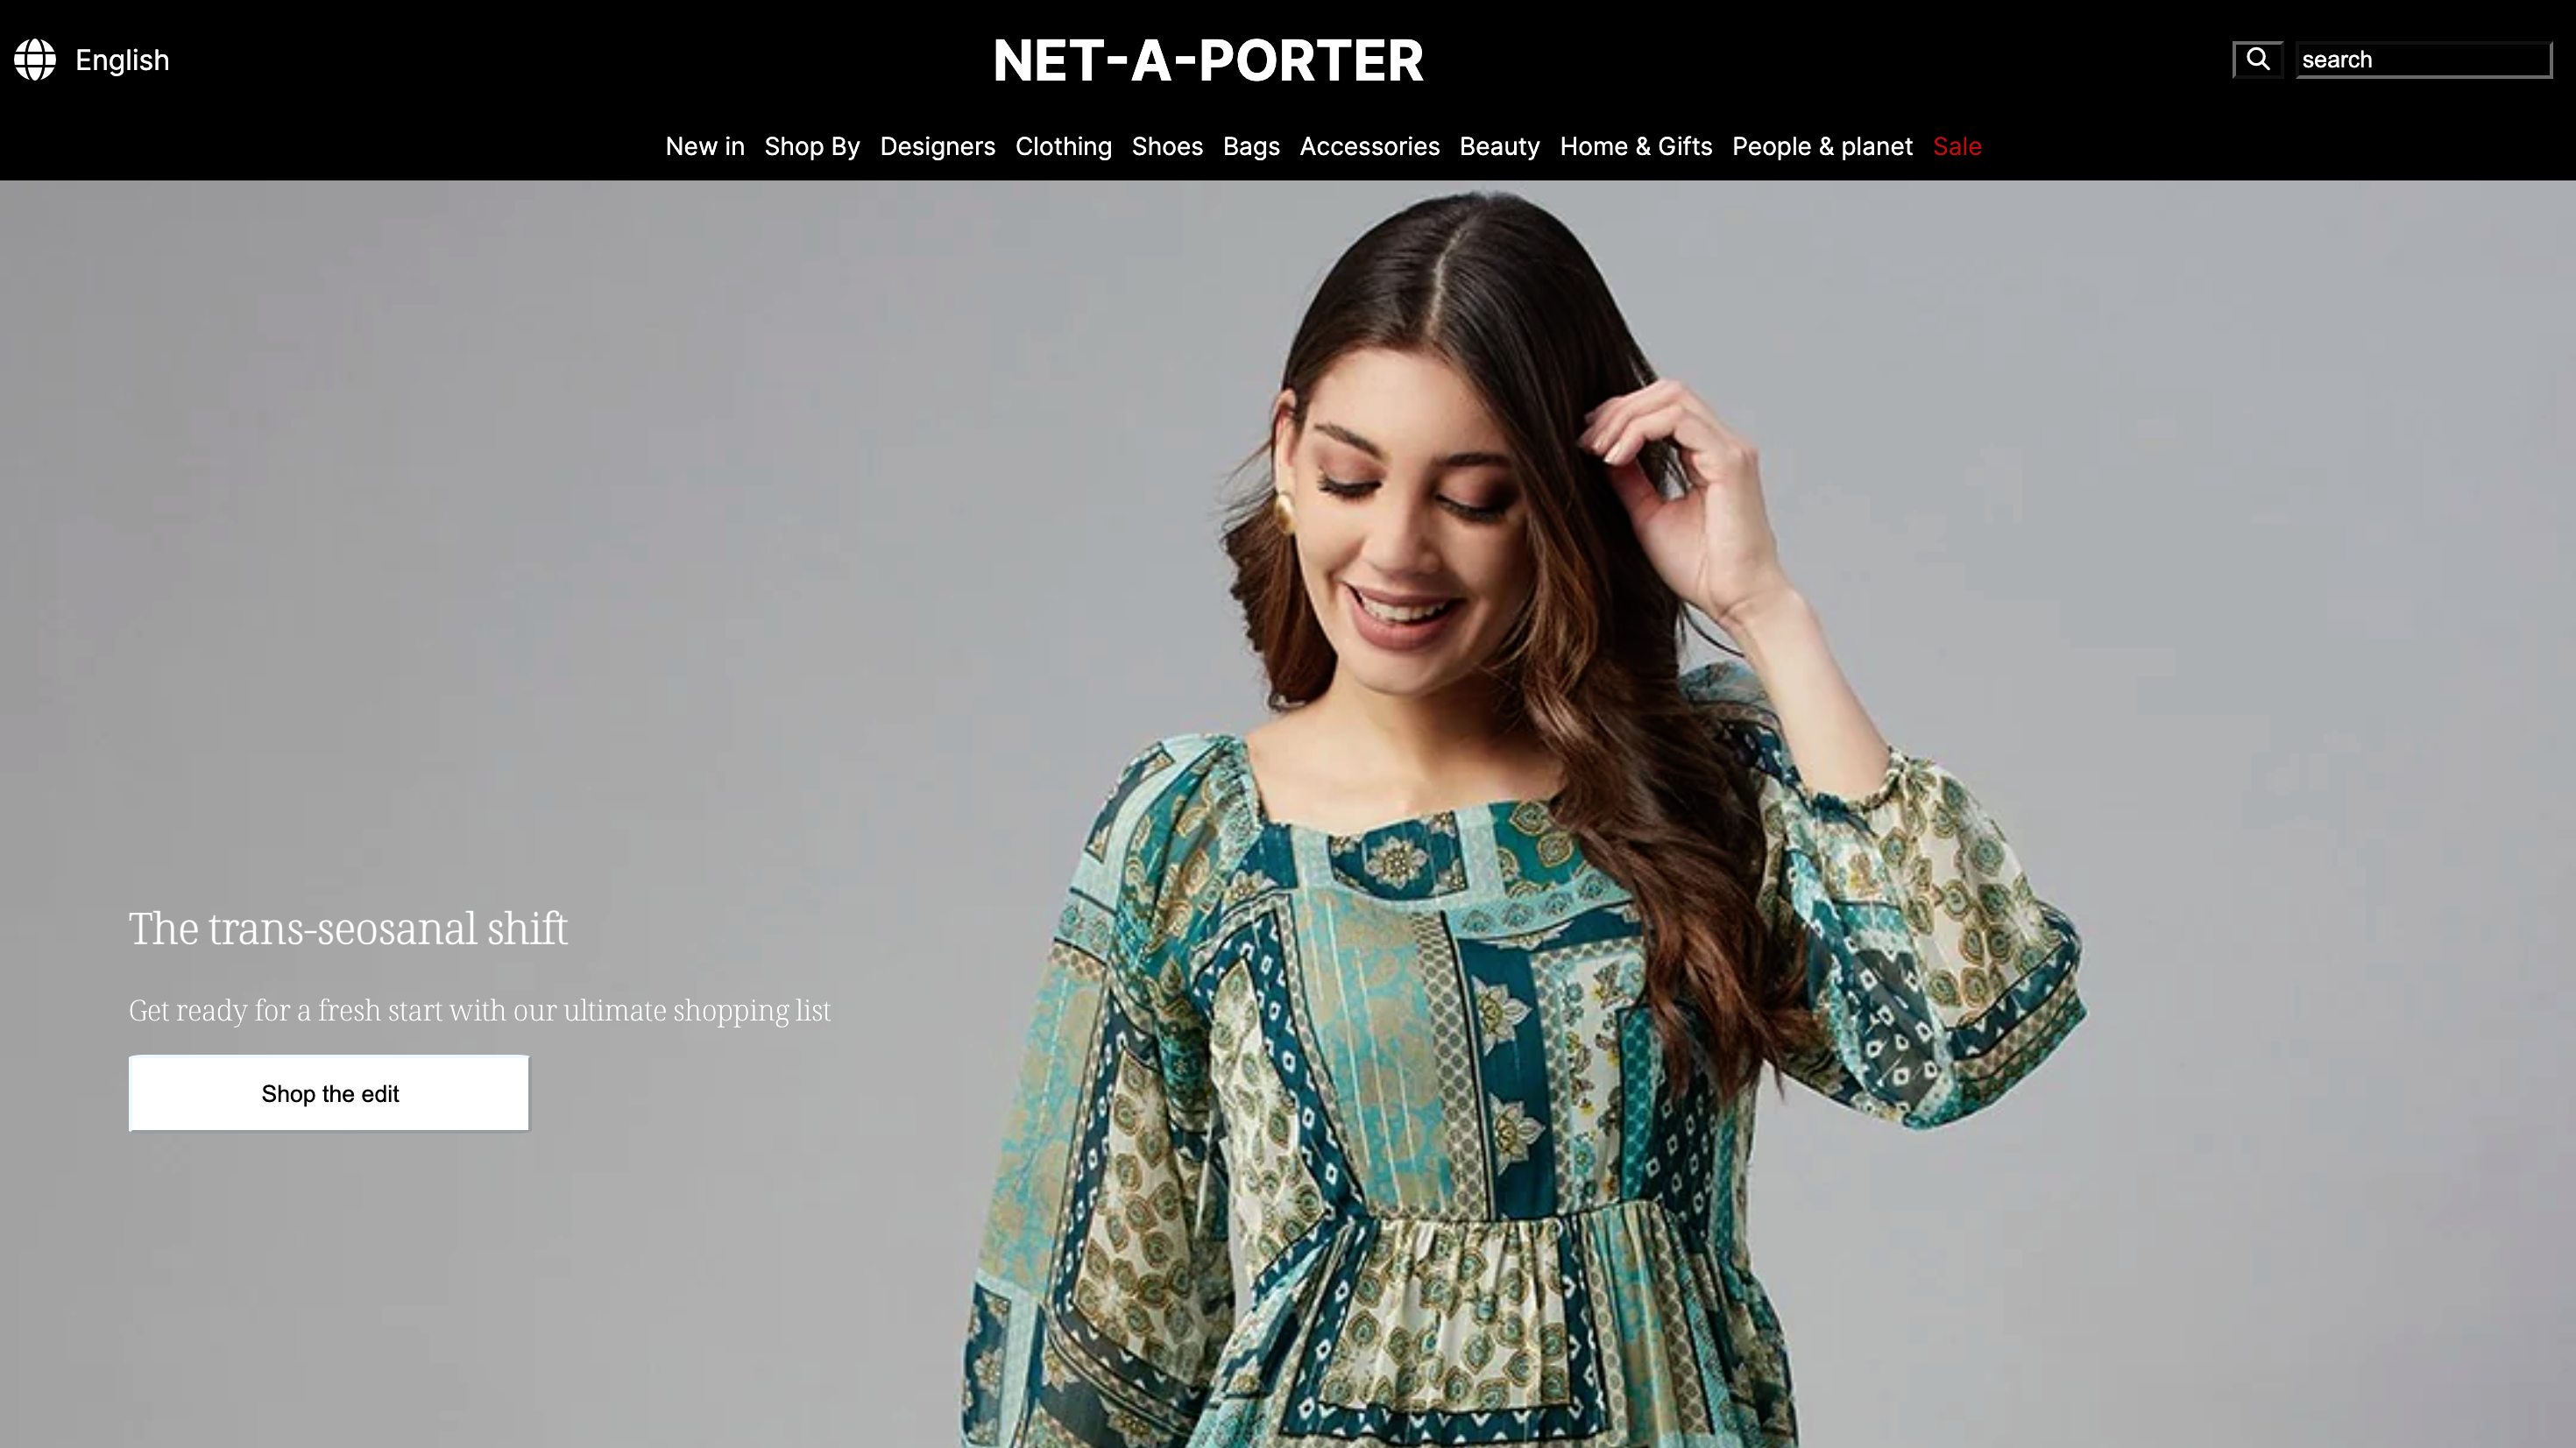 English
NET-A-PORTER
search
New in Shop By Designers Clothing Shoes Bags Accessories Beauty Home & Gifts People & planet Sale
The trans-seosanal shift
Get ready for a fresh start with our ultimate shopping list
Shop the edit